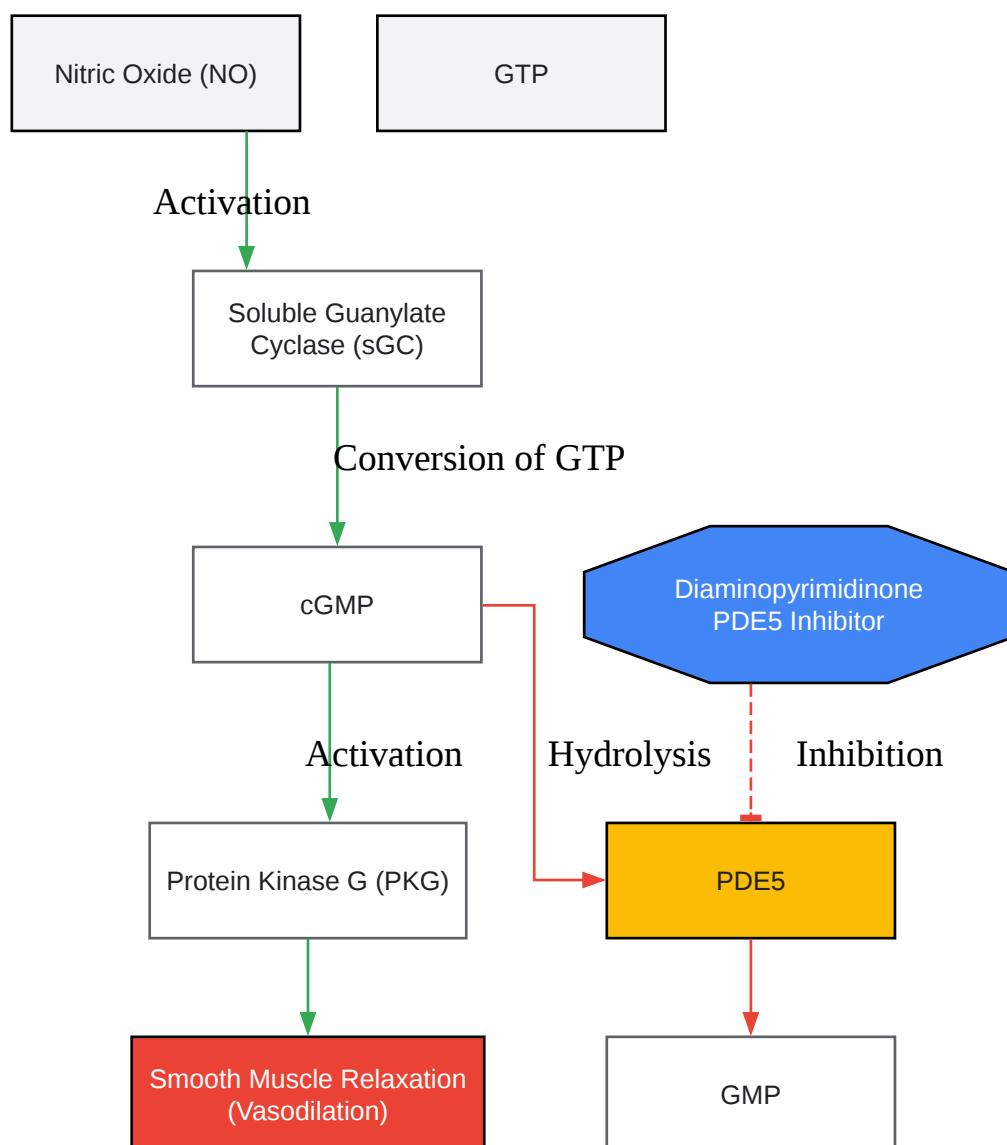 Nitric Oxide (NO)
GTP
Activation
Soluble Guanylate
Cyclase (sGC)
Conversion of GTP
cGMP
Diaminopyrimidinone
PDE5 Inhibitor
Activation
Hydrolysis
Inhibition
Protein Kinase G (PKG)
PDE5
Smooth Muscle Relaxation
(Vasodilation)
GMP